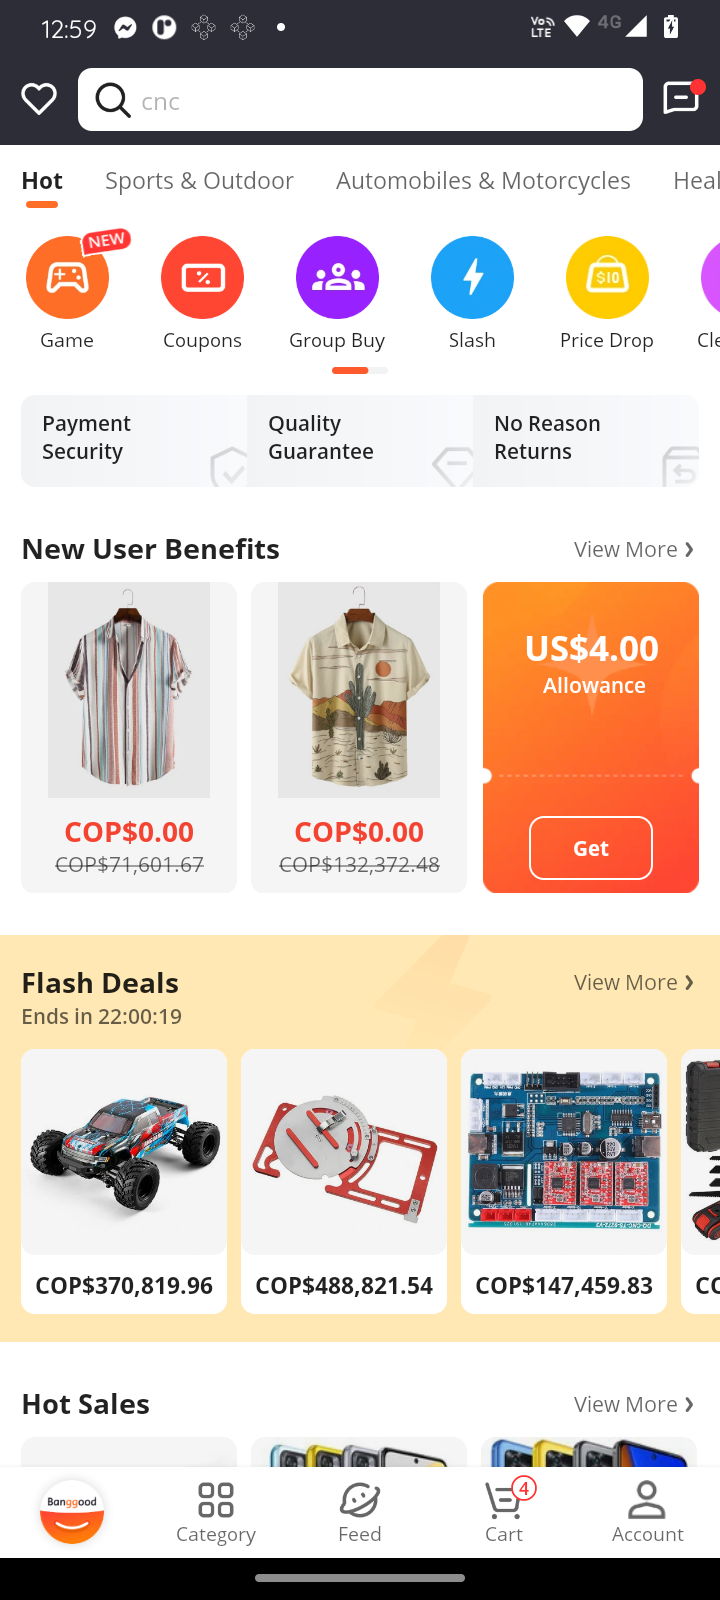 12:59
Vo
LTE
4G
cnc
Hot Sports & Outdoor Automobiles & Motorcycles Heal
NEW
$10
Game Coupons Group Buy Slash Price Drop Cle
Payment
Security
Quality
Guarantee
No Reason
Returns
New User Benefits View More
COP$0.00
COP$71,601.67
COP$0.00
COP$132,372.48
US$4.00
Allowance
Get
Flash Deals View More
Ends in 22:00:19
COP$370,819.96 COP$488,821.54 COP$147,459.83 CO
Hot Sales View More
Banggood
4
Category Feed Cart Account